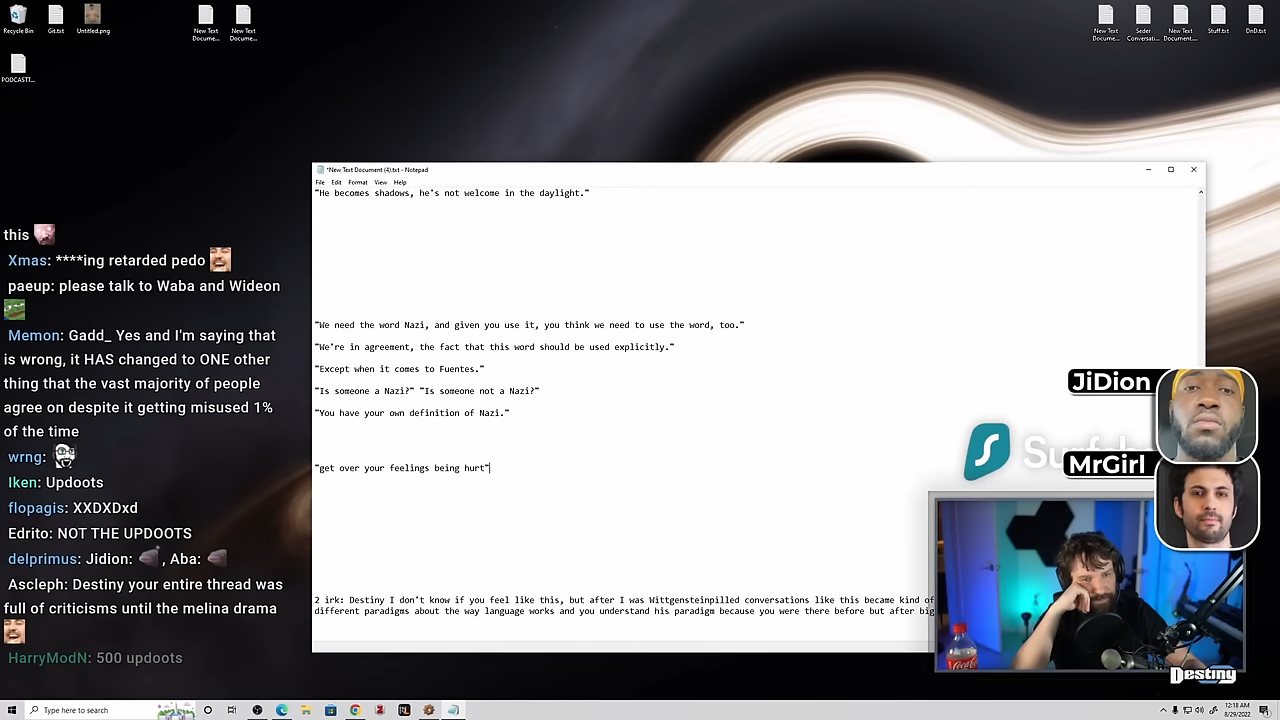 Recycle Bin
Git.txt
Untitled.png
New Text Docume...
New Text Docume...
New Text Docume...
Seder Conversati...
New Text Document...
Stuff.txt
DnD.txt
PODCASTT...
*New Text Document (4).txt - Notepad
File Edit Format View Help
"He becomes shadows, he's not welcome in the daylight."
"We need the word Nazi, and given you use it, you think we need to use the word, too."
"We're in agreement, the fact that this word should be used explicitly."
"Except when it comes to Fuentes."
"Is someone a Nazi?" "Is someone not a Nazi?"
"You have your own definition of Nazi."
"get over your feelings being hurt"
2 irk: Destiny I don't know if you feel like this, but after I was Wittgensteinpilled conversations like this became kind of
different paradigms about the way language works and you understand his paradigm because you were there before but after big
this
Xmas: ****ing retarded pedo
paeup: please talk to Waba and Wideon
Memon: Gadd_ Yes and I'm saying that
is wrong, it HAS changed to ONE other
thing that the vast majority of people
agree on despite it getting misused 1%
of the time
wrng:
Iken: Updoots
flopagis: XXDXDxd
Edrito: NOT THE UPDOOTS
delprimus: Jidion: , Aba:
Ascleph: Destiny your entire thread was
full of criticisms until the melina drama
HarryModN: 500 updoots
JiDion
MrGirl
Destiny
Type here to search
12:18 AM
8/29/2022